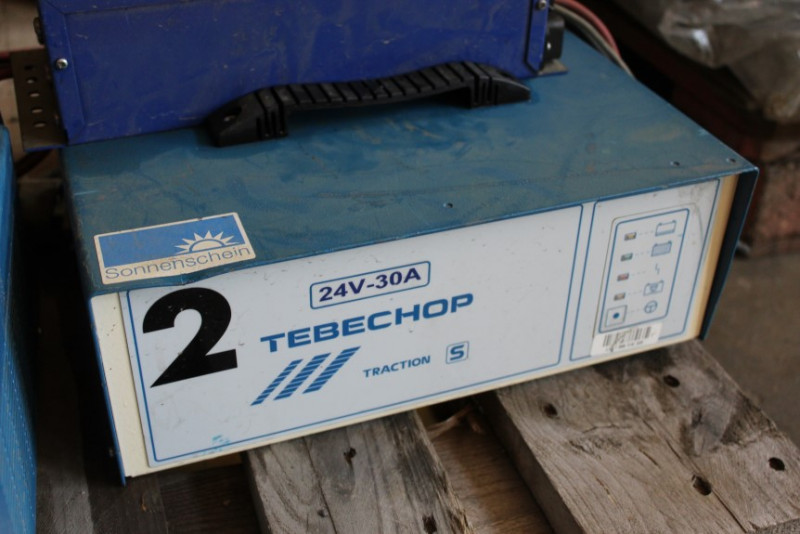 Sonnenschein
2
24V-30A
TEBECHOP
TRACTION S